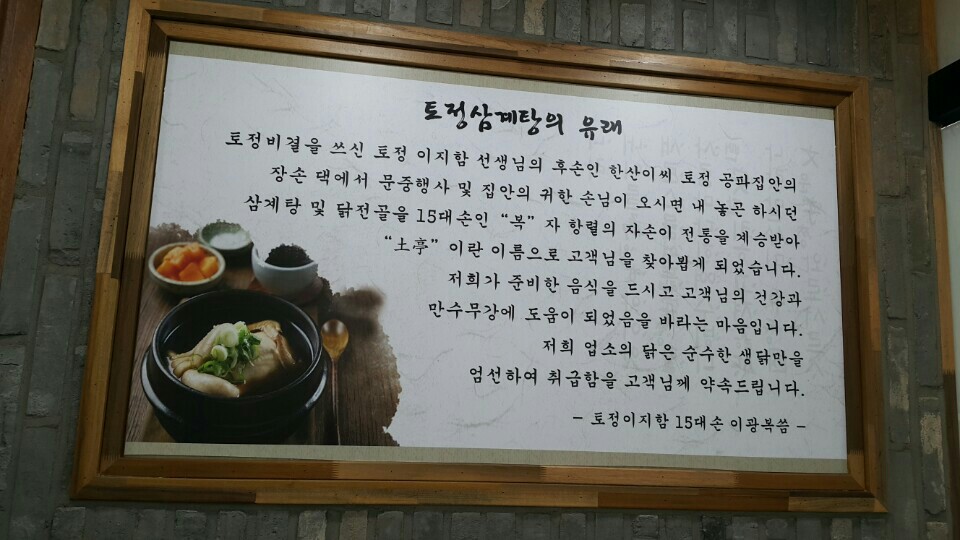 토정삼계탕의 유래
토정비결을 쓰신 토정 이지함 선생님의 후손인 한산이씨 토정 공파집안의
장손 댁에서 문중행사 및 집안의 귀한 손님이 오시면 내 놓곤 하시던
삼계탕 및 닭전골을 15대손인 “복” 자 항렬의 자손이 전통을 계승받아
“土亭” 이란 이름으로 고객님을 찾아뵙게 되었습니다.
저희가 준비한 음식을 드시고 고객님의 건강과
만수무강에 도움이 되었음을 바라는 마음입니다.
저희 업소의 닭은 순수한 생닭만을
엄선하여 취급함을 고객님께 약속드립니다.
- 토정이지함 15대손 이광복씀 -